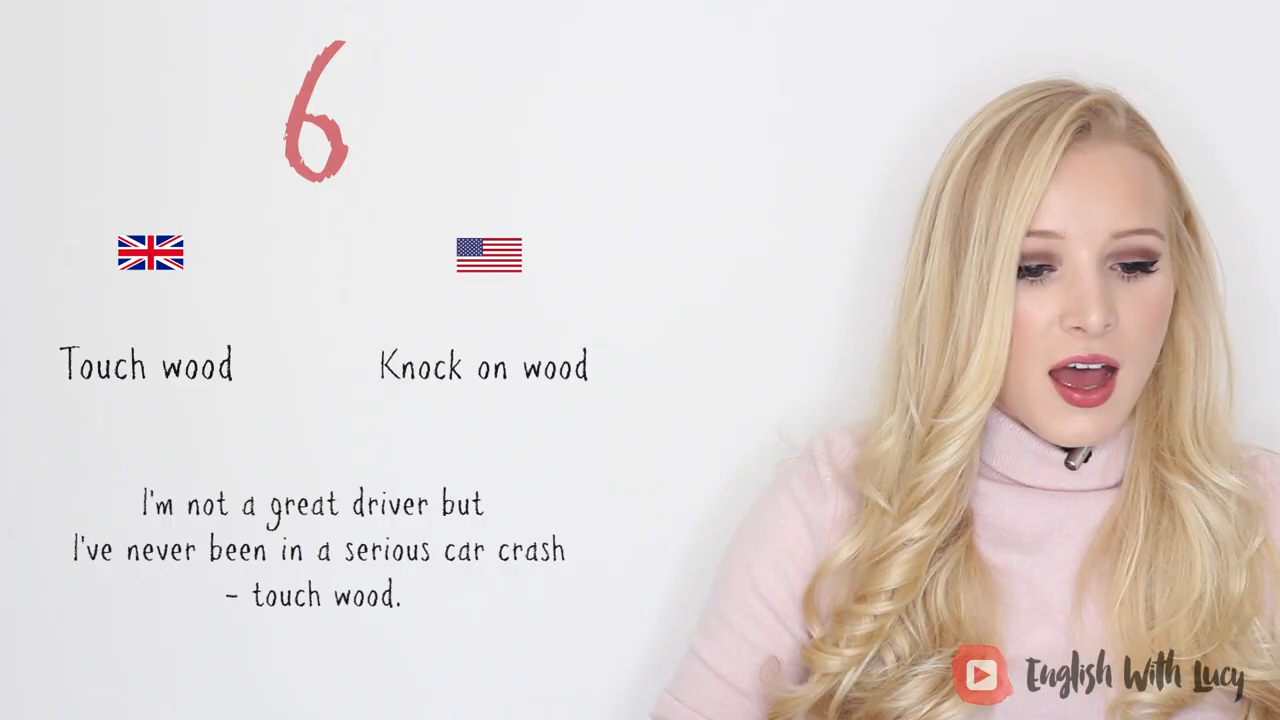 6
Touch wood
Knock on wood
I'm not a great driver but
I've never been in a serious car crash
- touch wood.
English With Lucy